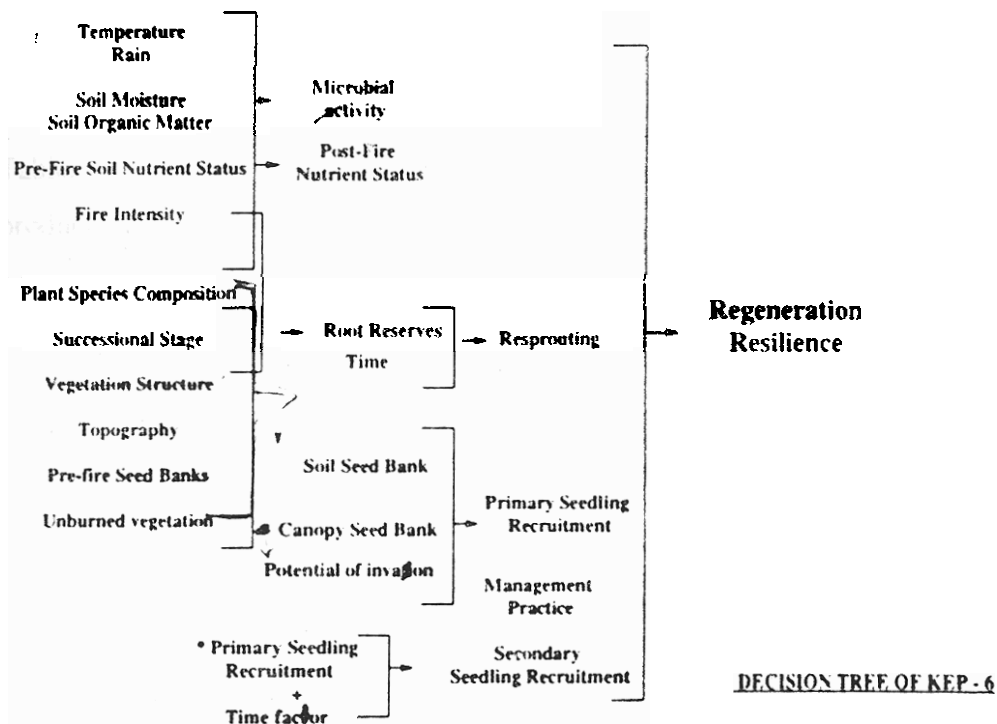 Temperature
Rain
Soil Moisture
Soil Organic Matter
Pre-Fire Soil Nutrient Status
Fire Intensity
Plant Species Composition
Successional Stage
Vegetation Structure
Topography
Pre-fire Seed Banks
Unburned vegetation
Microbial
activity
Post-Fire
Nutrient Status
Root Reserves
Time
Soil Seed Bank
Canopy Seed Bank
Potential of invasion
* Primary Seedling
Recruitment
+
Time factor
Resprouting
Primary Seedling
Recruitment
Management
Practice
Secondary
Seedling Recruitment
Regeneration
Resilience
DECISION TREE OF KEP - 6